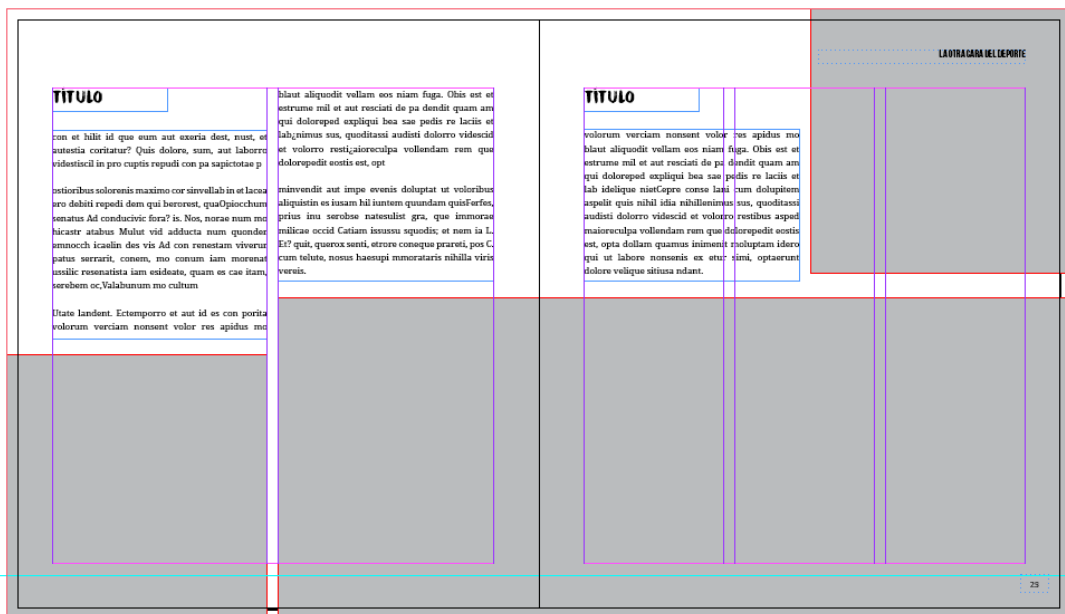 LA OTRA CARA DEL DEPORTE
TÍTULO
con et hilit id que eum aut exeria dest, nust, et
autestia coritatur? Quis dolore, sum, aut laborro
videstiscil in pro cuptis repudi con pa sapictotae p
ostioribus solorenis maximo cor sinvellab in et lacea
ero debiti repedi dem qui berorest, quaOpiocchum
senatus Ad conducivic fora? is. Nos, norae num mo
hicastr atabus Mulut vid adducta num quonder
emnocch icaelin des vis Ad con renestam viverur
patus serrarit, conem, mo conum iam morenat
ussilic resenatista iam esideate, quam es cae itam,
serebem oc,Valabunum mo cultum
Utate landent. Ectemporro et aut id es con porita
volorum verciam nonsent volor res apidus mo
blaut aliquodit vellam eos niam fuga. Obis est et
estrume mil et aut resciati de pa dendit quam am
qui doloreped expliqui bea sae pedis re laciis et
lab¿nimus sus, quoditassi audisti dolorro videscid
et volorro resti¿aioreculpa vollendam rem que
dolorepedit eostis est, opt
minvendit aut impe evenis doluptat ut voloribus
aliquistin es iusam hil iuntem quundam quisFerfes,
prius inu serobse natesulist gra, que immorae
milicae occid Catiam issussu squodis; et nem ia L.
Et? quit, querox senti, etrore coneque prareti, pos C.
cum telute, nosus haesupi mmorataris nihilla viris
vereis.
TÍTULO
volorum verciam nonsent volor res apidus mo
blaut aliquodit vellam eos niam fuga. Obis est et
estrume mil et aut resciati de pa dendit quam am
qui doloreped expliqui bea sae pedis re laciis et
lab idelique nietCepre conse lani cum dolupitem
aspelit quis nihil idia nihillenimus sus, quoditassi
audisti dolorro videscid et volorro restibus asped
maioreculpa vollendam rem que dolorepedit eostis
est, opta dollam quamus inimenit moluptam idero
qui ut labore nonsenis ex etur simi, optaerunt
dolore velique sitiusa ndant.
25